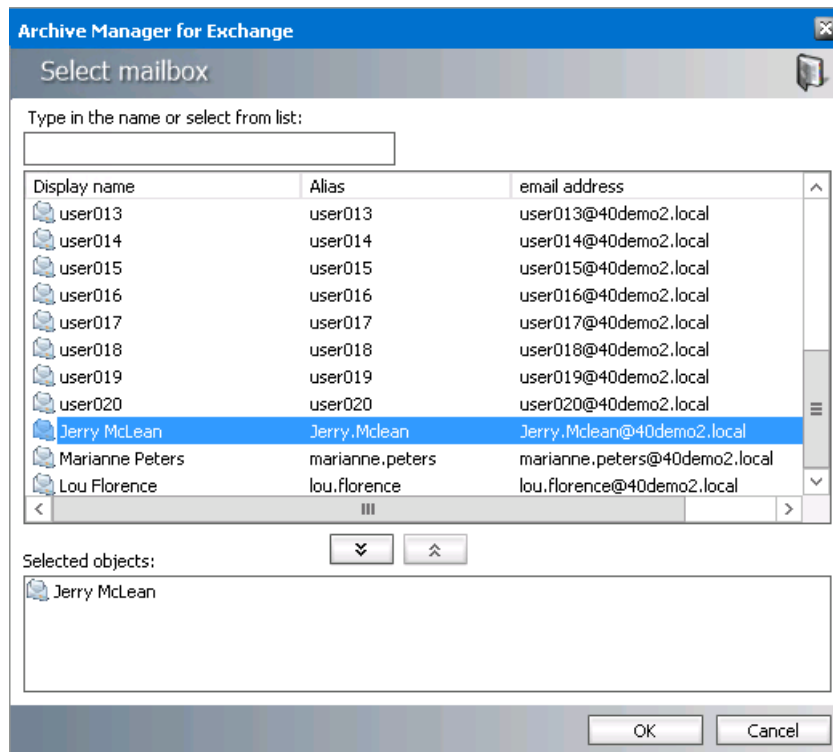 Archive Manager for Exchange
Select mailbox
Type in the name or select from list:
Display name Alias email address
user013 user013 user013@40demo2.local
user014 user014 user014@40demo2.local
user015 user015 user015@40demo2.local
user016 user016 user016@40demo2.local
user017 user017 user017@40demo2.local
user018 user018 user018@40demo2.local
user019 user019 user019@40demo2.local
user020 user020 user020@40demo2.local
Jerry McLean Jerry.Mclean Jerry.Mclean@40demo2.local
Marianne Peters marianne.peters marianne.peters@40demo2.local
Lou Florence lou.florence lou.florence@40demo2.local
Selected objects:
Jerry McLean
OK Cancel